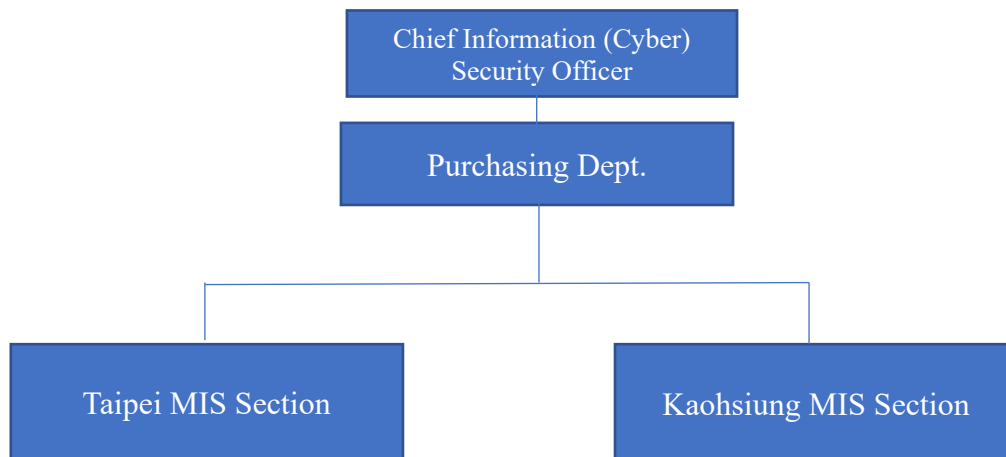 Chief Information (Cyber)
Security Officer
Purchasing Dept.
Taipei MIS Section
Kaohsiung MIS Section